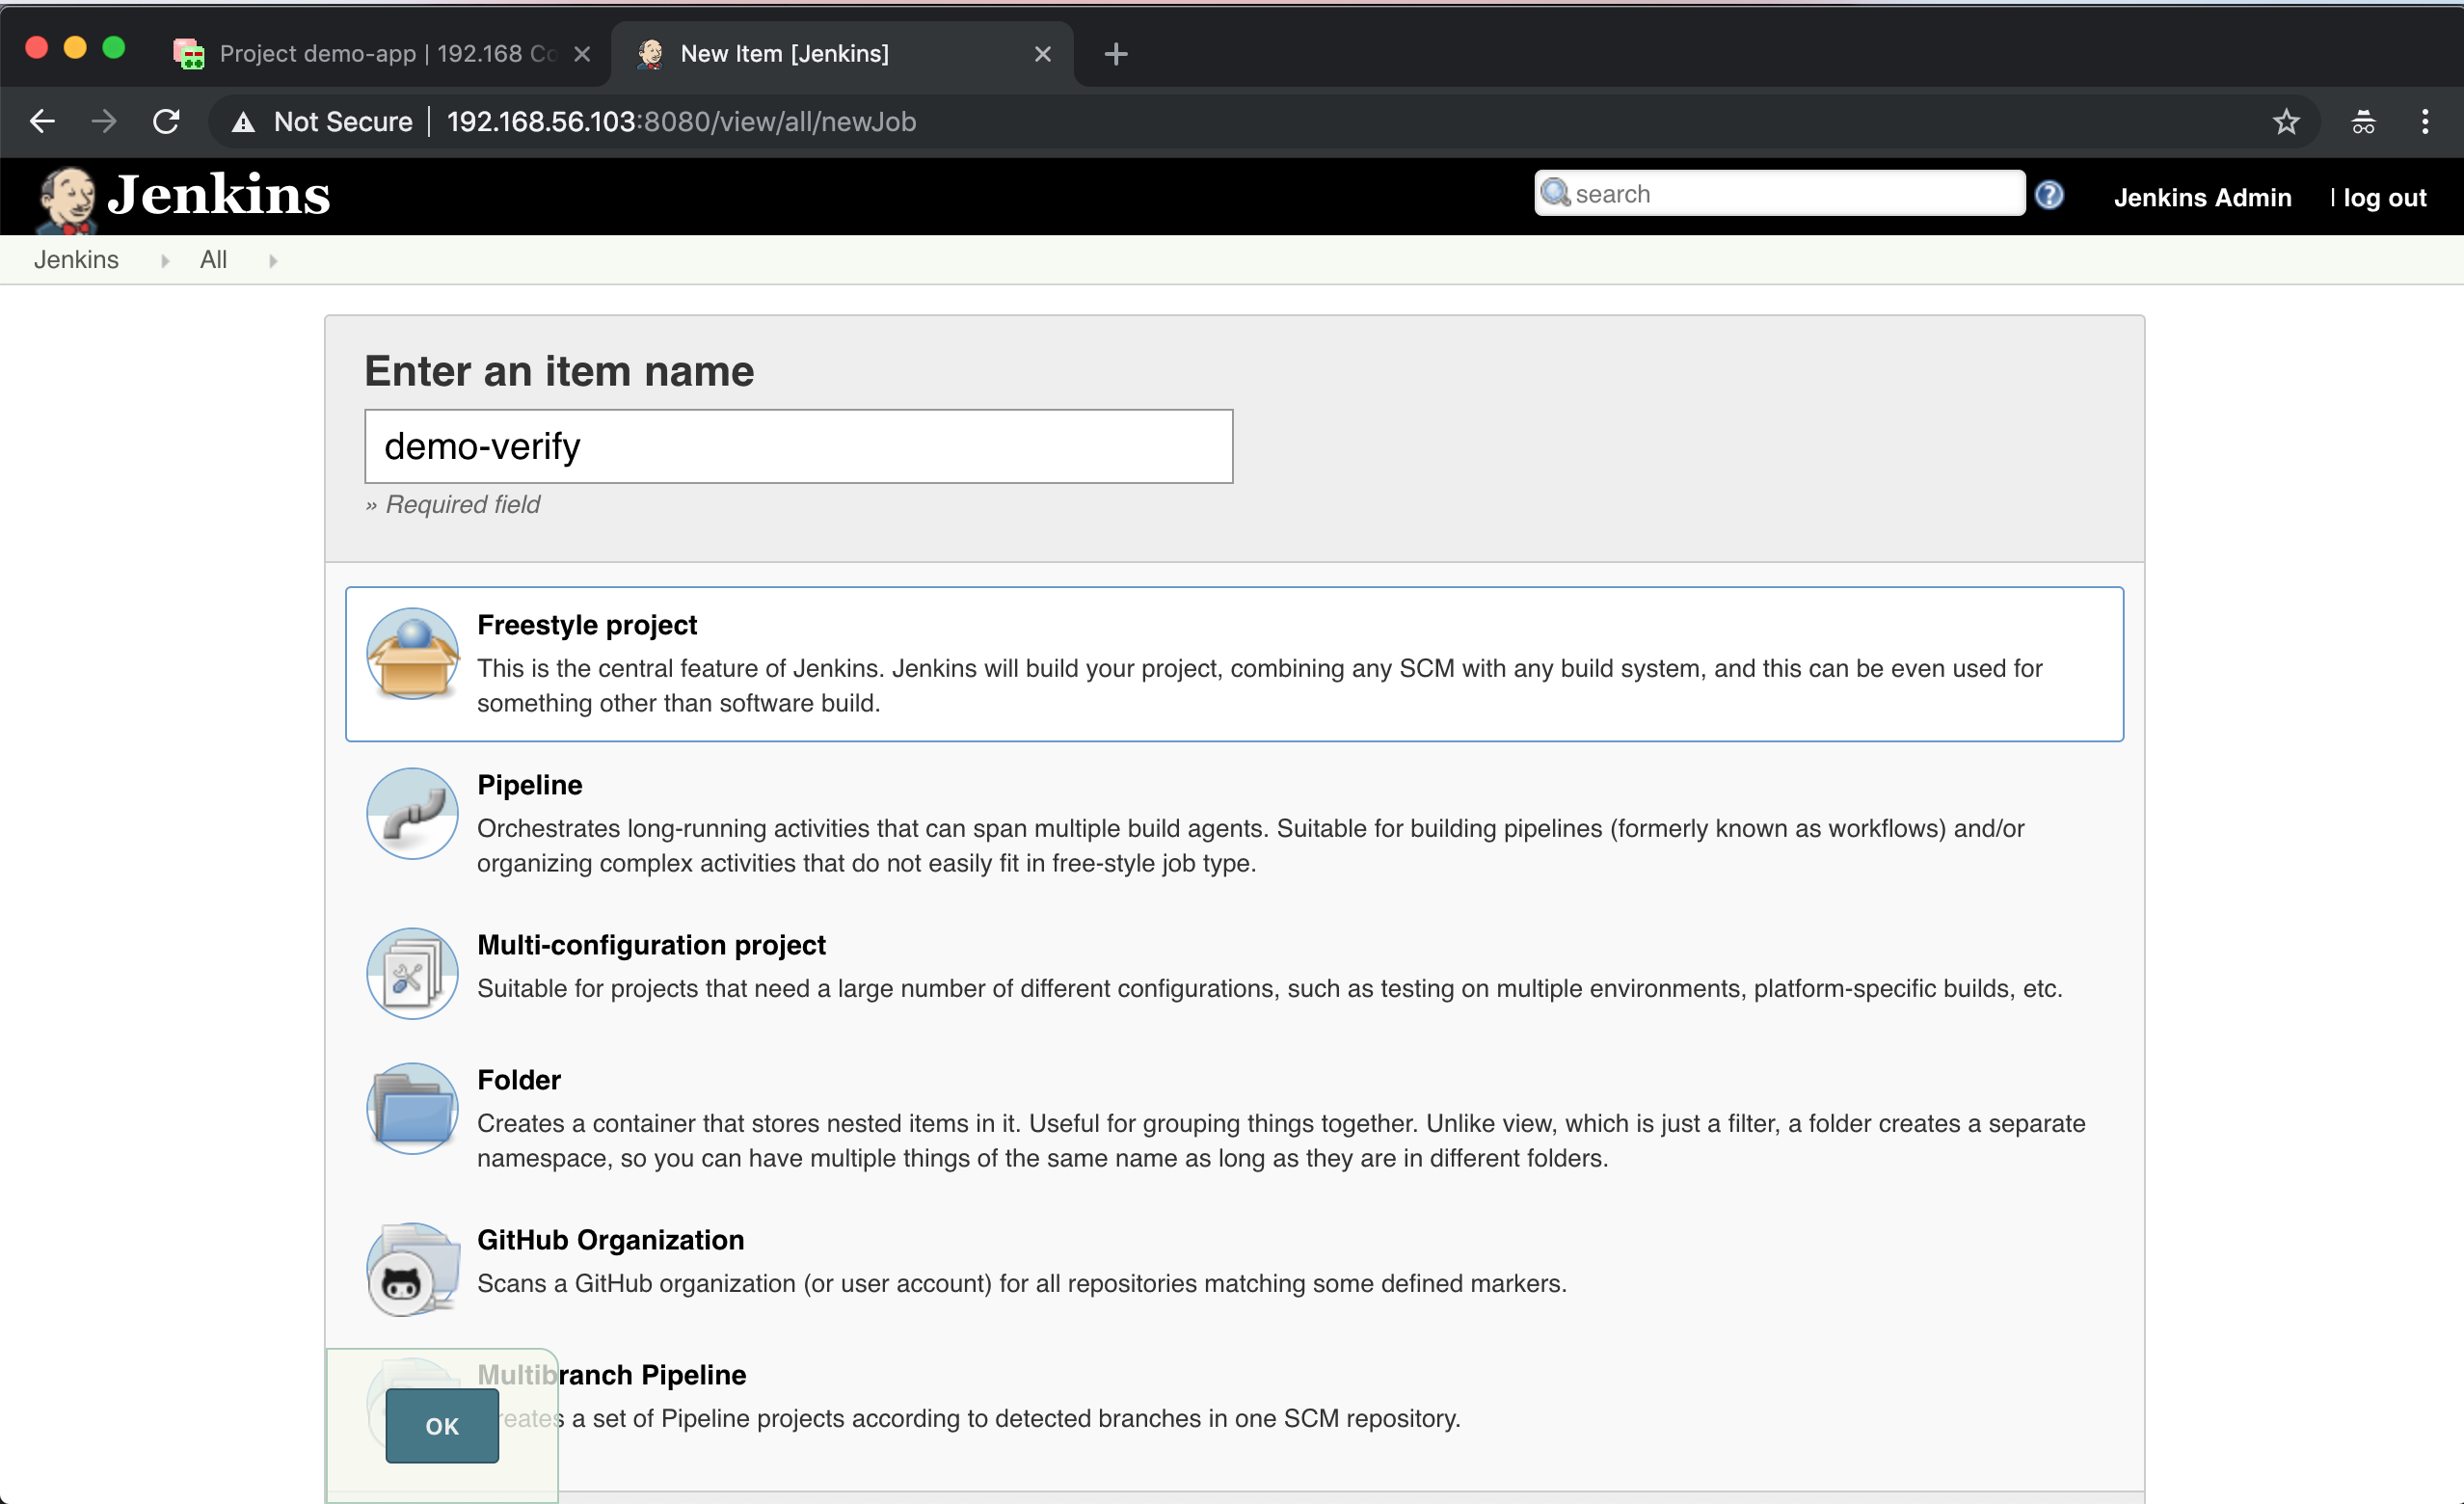 Project demo-app | 192.168 Co
New Item [Jenkins]
Not Secure | 192.168.56.103:8080/view/all/newJob
Jenkins
search
Jenkins Admin
| log out
Jenkins
All
Enter an item name
demo-verify
» Required field
Freestyle project
This is the central feature of Jenkins. Jenkins will build your project, combining any SCM with any build system, and this can be even used for
something other than software build.
Pipeline
Orchestrates long-running activities that can span multiple build agents. Suitable for building pipelines (formerly known as workflows) and/or
organizing complex activities that do not easily fit in free-style job type.
Multi-configuration project
Suitable for projects that need a large number of different configurations, such as testing on multiple environments, platform-specific builds, etc.
Folder
Creates a container that stores nested items in it. Useful for grouping things together. Unlike view, which is just a filter, a folder creates a separate
namespace, so you can have multiple things of the same name as long as they are in different folders.
GitHub Organization
Scans a GitHub organization (or user account) for all repositories matching some defined markers.
Multibranch Pipeline
reates a set of Pipeline projects according to detected branches in one SCM repository.
OK